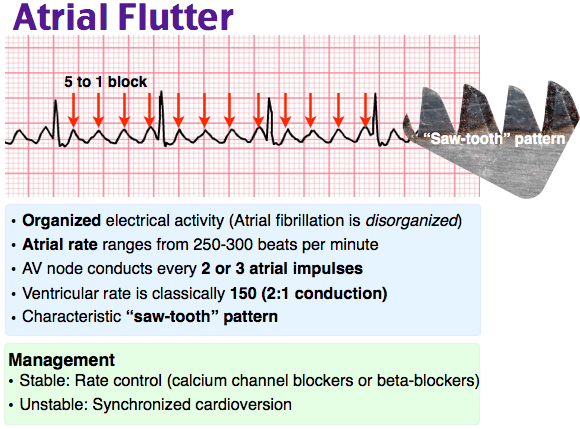 Atrial Flutter
5 to 1 block
“Saw-tooth” pattern
• Organized electrical activity (Atrial fibrillation is disorganized)
• Atrial rate ranges from 250-300 beats per minute
• AV node conducts every 2 or 3 atrial impulses
• Ventricular rate is classically 150 (2:1 conduction)
• Characteristic “saw-tooth” pattern
Management
• Stable: Rate control (calcium channel blockers or beta-blockers)
• Unstable: Synchronized cardioversion